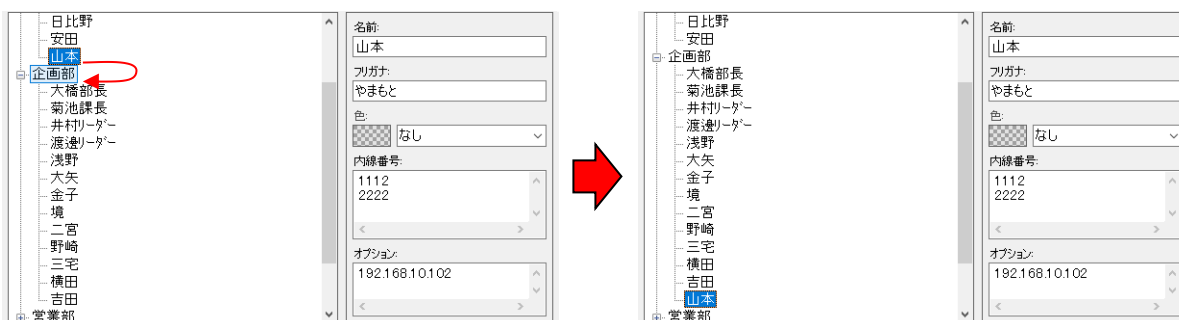 日比野
安田
山本
企画部
大橋部長
菊池課長
井村リーダー
渡邊リーダー
浅野
大矢
金子
境
二宮
野崎
三宅
横田
吉田
営業部
名前:
山本
フリガナ:
やまもと
色:
なし
内線番号:
1112
2222
オプション:
192.168.10.102
日比野
安田
企画部
大橋部長
菊池課長
井村リーダー
渡邊リーダー
浅野
大矢
金子
境
二宮
野崎
三宅
横田
吉田
山本
営業部
名前:
山本
フリガナ:
やまもと
色:
なし
内線番号:
1112
2222
オプション:
192.168.10.102